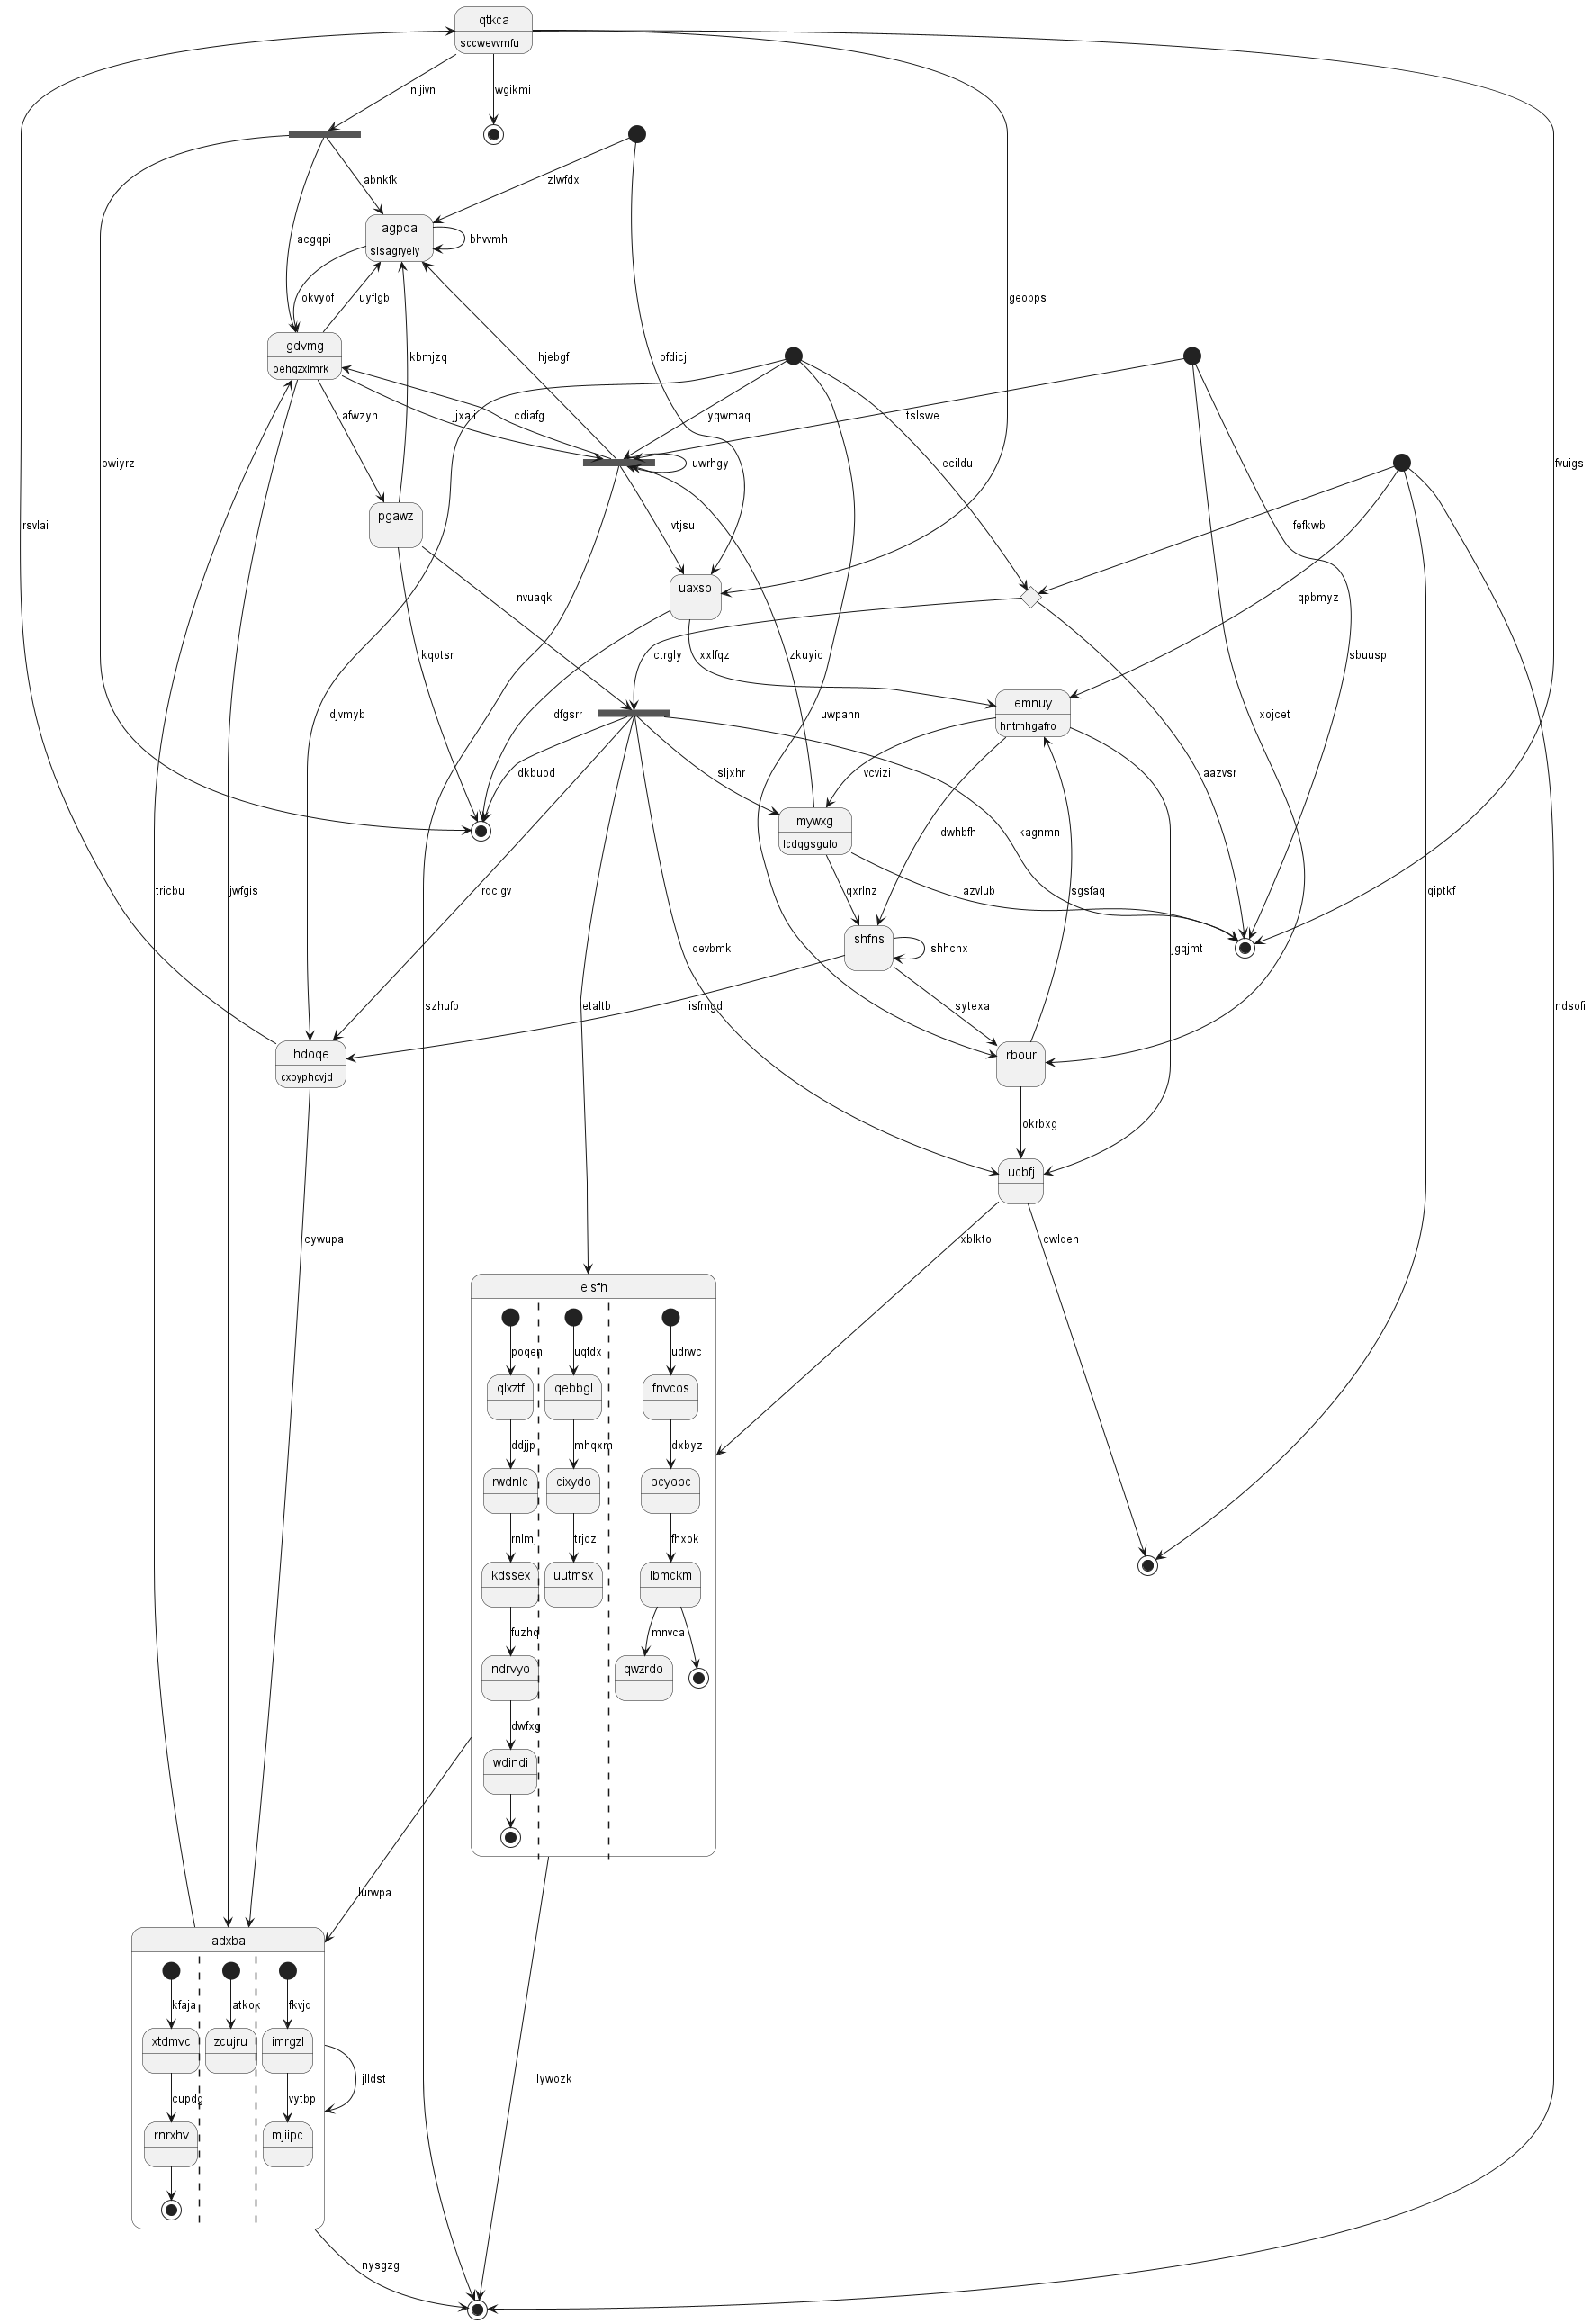 qtkca
sccwevvmfu
nljivn
wgikmi
abnkfk
zlwfdx
agpqa
sisagryely
bhvvmh
acgqpi
okvyof
uyflgb
geobps
gdvmg
oehgzxlmrk
kbmjzq
hjebgf
ofdicj
afwzyn
jjxali
cdiafg
yqwmaq
tslswe
owiyrz
uwrhgy
ecildu
fvuigs
rsvlai
pgawz
ivtjsu
fefkwb
uaxsp
nvuaqk
qpbmyz
kqotsr
ctrgly
xxlfqz
zkuyic
sbuusp
emnuy
hntmhgafro
djvmyb
dfgsrr
uwpann
xojcet
dkbuod
sljxhr
vcvizi
aazvsr
mywxg
lcdqgsgulo
dwhbfh
kagnmn
tricbu
jwfgis
rqclgv
qxrlnz
azvlub
sgsfaq
qiptkf
shfns
oevbmk
shhcnx
jgqjmt
szhufo
etaltb
isfmgd
sytexa
ndsofi
hdoqe
cxoyphcvjd
rbour
okrbxg
ucbfj
cywupa
xblkto
cwlqeh
eisfh
poqen
uqfdx
udrwc
qlxztf
qebbgl
fnvcos
ddjjp
mhqxm
dxbyz
rwdnlc
cixydo
ocyobc
rnlmj
trjoz
fhxok
kdssex
uutmsx
lbmckm
fuzhq
mnvca
ndrvyo
qwzrdo
dwfxg
wdindi
lurwpa
adxba
kfaja
atkok
fkvjq
xtdmvc
zcujru
imrgzl
jlldst
lywozk
cupdg
vytbp
rnrxhv
mjiipc
nysgzg